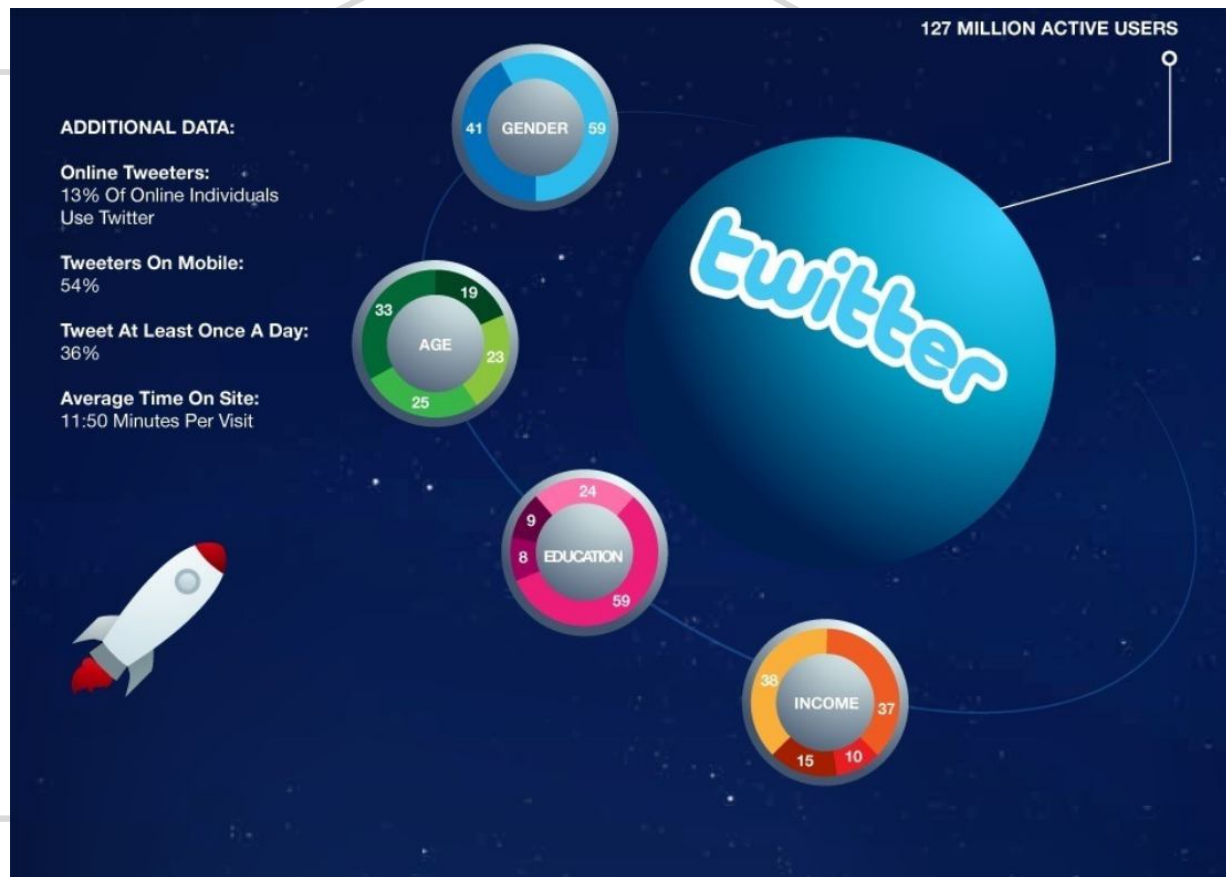 127 MILLION ACTIVE USERS
ADDITIONAL DATA:
Online Tweeters:
13% Of Online Individuals
Use Twitter
Tweeters On Mobile:
54%
Tweet At Least Once A Day:
36%
Average Time On Site:
11:50 Minutes Per Visit
41 GENDER 59
twitter
19
33
AGE
23
25
24
9
8 EDUCATION
59
38
INCOME
37
15
10